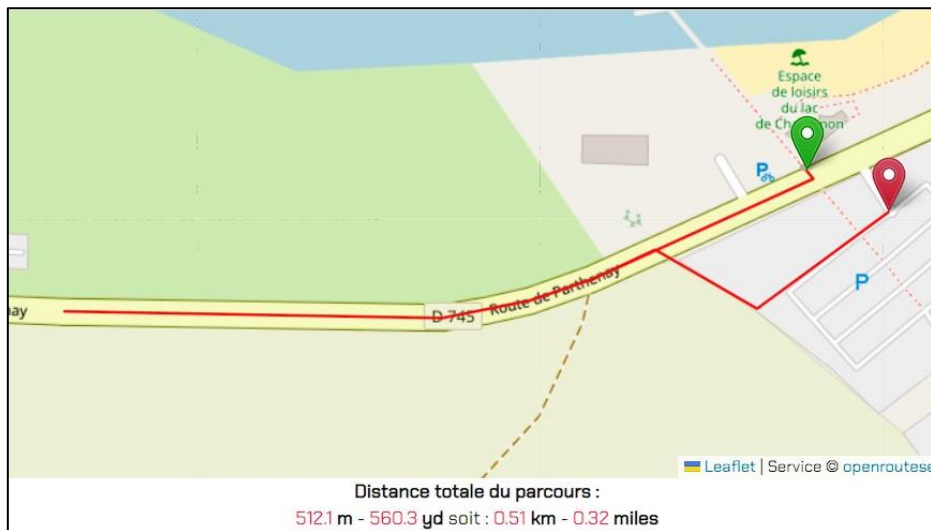 Espace
de loisirs
du lac
P
P
nay
D 745
Route de Parthenay
Leaflet | Service © openroutese
Distance totale du parcours :
512.1 m - 560.3 yd soit : 0.51 km - 0.32 miles